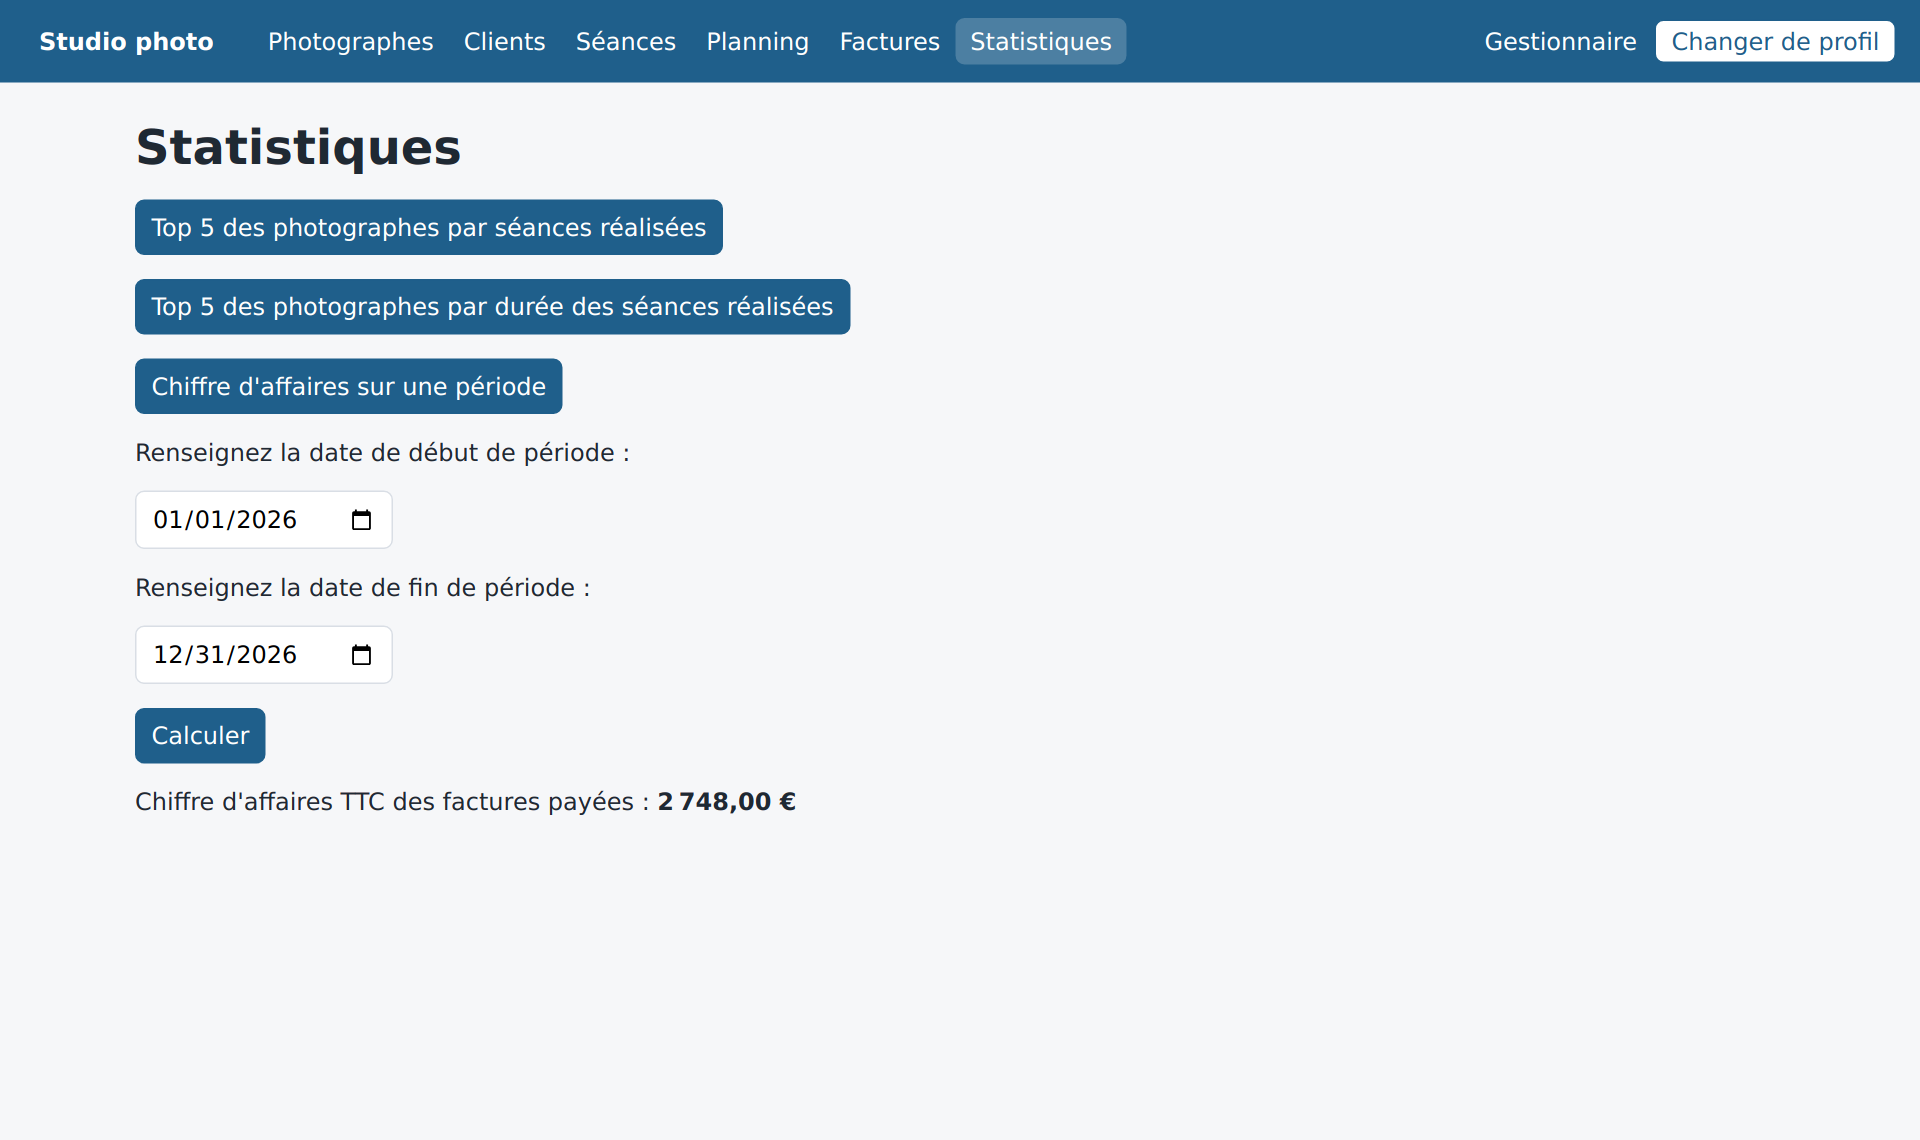 Studio photo Photographes Clients Séances Planning Factures Statistiques Gestionnaire Changer de profil
Statistiques
Top 5 des photographes par séances réalisées
Top 5 des photographes par durée des séances réalisées
Chiffre d'affaires sur une période
Renseignez la date de début de période :
01/01/2026
Renseignez la date de fin de période :
12/31/2026
Calculer
Chiffre d'affaires TTC des factures payées : 2 748,00 €